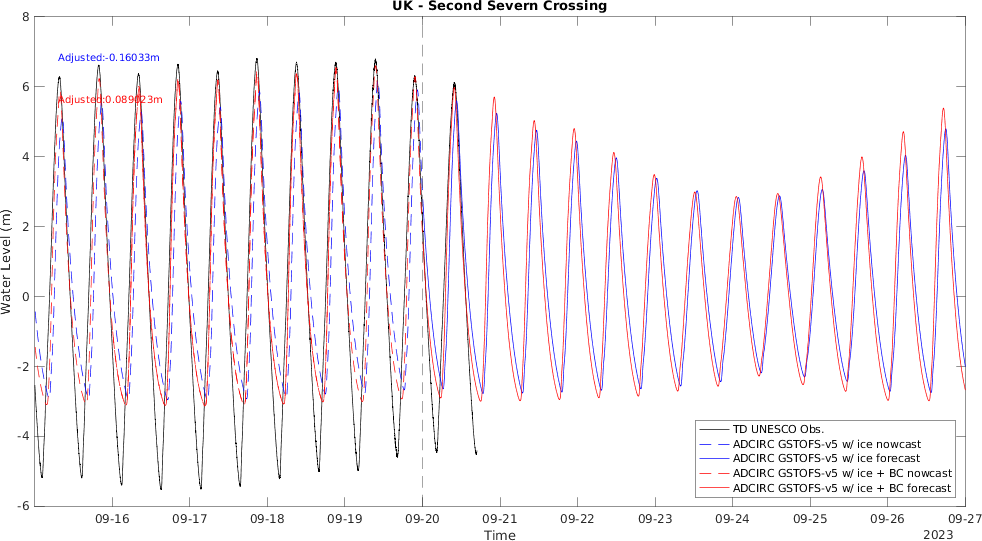 UK - Second Severn Crossing
8
6
4
2
0
-2
-4
-6
Water Level (m)
Adjusted:-0.16033m
Adjusted:0.089923m
TD UNESCO Obs.
ADCIRC GSTOFS-v5 w/ ice nowcast
ADCIRC GSTOFS-v5 w/ ice forecast
ADCIRC GSTOFS-v5 w/ ice + BC nowcast
ADCIRC GSTOFS-v5 w/ ice + BC forecast
09-16 09-17 09-18 09-19 09-20 09-21 09-22 09-23 09-24 09-25 09-26 09-27
Time
2023